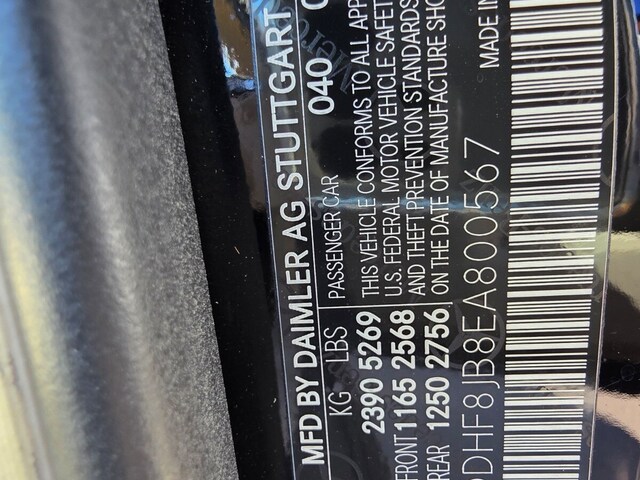 MFD BY DAIMLER AG STUTTGART
040
KG LBS PASSENGER CAR
2390 5269 THIS VEHICLE CONFORMS TO ALL APP
U.S. FEDERAL MOTOR VEHICLE SAFETY
FRONT 1165 2568 AND THEFT PREVENTION STANDARDS
REAR 1250 2756 ON THE DATE OF MANUFACTURE SHO
MADE IN
DHF8JB8EA800567